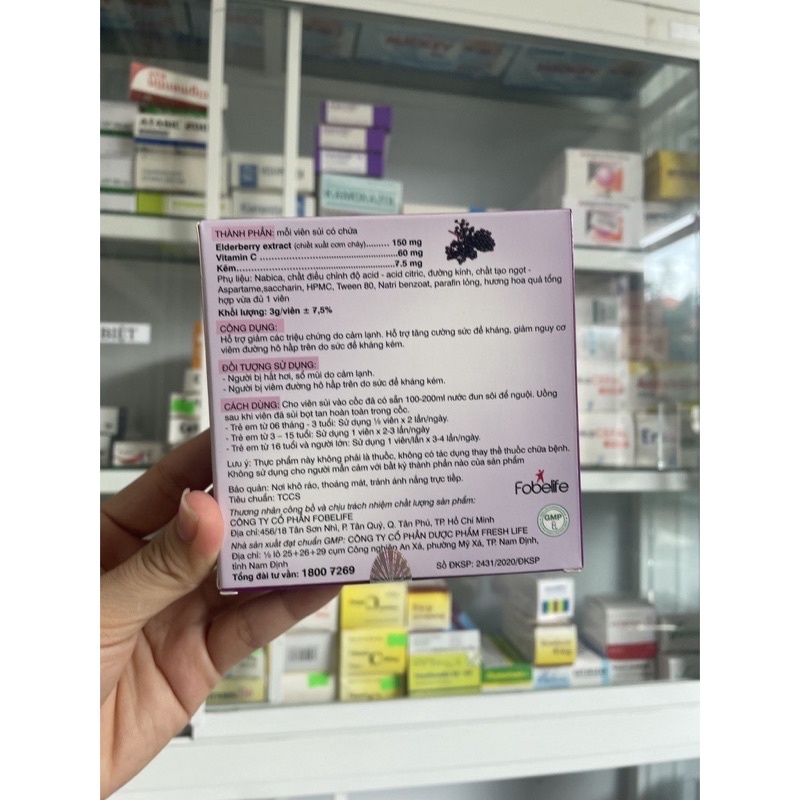 THÀNH PHẦN: mỗi viên sủi có chứa
Elderberry extract (chiết xuất cơm cháy)........ 150 mg
Vitamin C ..........................................60 mg
Kẽm................................................7.5 mg
Phụ liệu: Nabica, chất điều chỉnh độ acid - acid citric, đường kính, chất tạo ngọt -
Aspartame,saccharin, HPMC, Tween 80, Natri benzoat, parafin lỏng, hương hoa quả tổng
hợp vừa đủ 1 viên
Khối lượng: 3g/viên ± 7,5%
CÔNG DỤNG:
Hỗ trợ giảm các triệu chứng do cảm lạnh. Hỗ trợ tăng cường sức đề kháng, giảm nguy cơ
viêm đường hô hấp trên do sức đề kháng kém.
ĐỐI TƯỢNG SỬ DỤNG:
- Người bị hắt hơi, sổ mũi do cảm lạnh.
- Người bị viêm đường hô hấp trên do sức đề kháng kém.
CÁCH DÙNG: Cho viên sủi vào cốc đã có sẵn 100-200ml nước đun sôi để nguội. Uống
sau khi viên đã sủi bọt tan hoàn toàn trong cốc.
- Trẻ em từ 06 tháng - 3 tuổi: Sử dụng ½ viên x 2 lần/ngày.
- Trẻ em từ 3 – 15 tuổi: Sử dụng 1 viên x 2-3 lần/ngày
- Trẻ em từ 16 tuổi và người lớn: Sử dụng 1 viên/lần x 3-4 lần/ngày.
Lưu ý: Thực phẩm này không phải là thuốc, không có tác dụng thay thế thuốc chữa bệnh.
Không sử dụng cho người mẫn cảm với bất kỳ thành phần nào của sản phẩm
Bảo quản: Nơi khô ráo, thoáng mát, tránh ánh nắng trực tiếp.
Tiêu chuẩn: TCCS
Fobelife
Thương nhân công bố và chịu trách nhiệm chất lượng sản phẩm:
CÔNG TY CỔ PHẦN FOBELIFE
Địa chỉ:456/18 Tân Sơn Nhì, P. Tân Quý, Q. Tân Phú, TP. Hồ Chí Minh
GMP
Nhà sản xuất đạt chuẩn GMP: CÔNG TY CỔ PHẦN DƯỢC PHẨM FRESH LIFE
Địa chỉ: ½ lô 25+26+29 cụm Công nghiệp An Xá, phường Mỹ Xá, TP. Nam Định,
tỉnh Nam Định
Tổng đài tư vấn: 1800 7269
Số ĐKSP: 2431/2020/ĐKSP
BIỆT